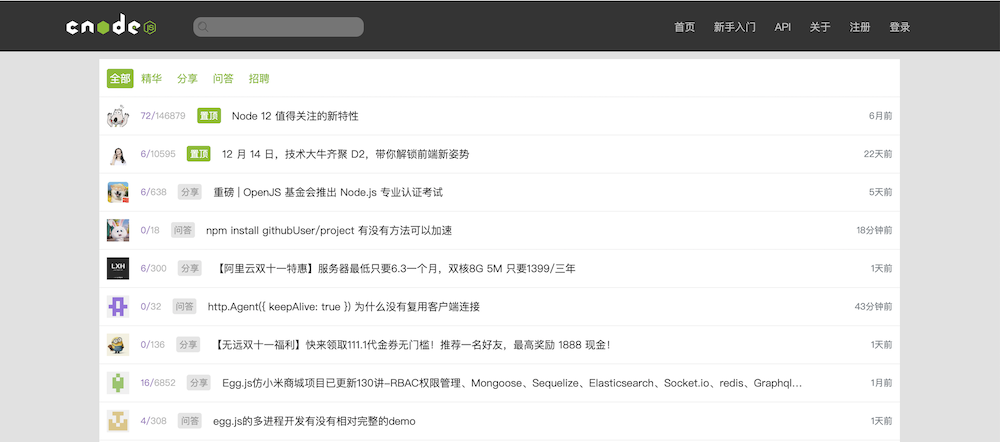 cnode JS 首页 新手入门 API 关于 注册 登录
全部 精华 分享 问答 招聘
72/146879 置顶 Node 12 值得关注的新特性 6月前
6/10595 置顶 12 月 14 日，技术大牛齐聚 D2，带你解锁前端新姿势 22天前
6/638 分享 重磅 | OpenJS 基金会推出 Node.js 专业认证考试 5天前
0/18 问答 npm install githubUser/project 有没有方法可以加速 18分钟前
LXH 6/300 分享 【阿里云双十一特惠】服务器最低只要6.3一个月，双核8G 5M 只要1399/三年 1天前
0/32 问答 http.Agent({ keepAlive: true }) 为什么没有复用客户端连接 43分钟前
0/136 分享 【无远双十一福利】快来领取111.1代金券无门槛！推荐一名好友，最高奖励 1888 现金！ 1天前
16/6852 分享 Egg.js仿小米商城项目已更新130讲-RBAC权限管理、Mongoose、Sequelize、Elasticsearch、Socket.io、redis、Graphql... 1月前
4/308 问答 egg.js的多进程开发有没有相对完整的demo 1天前